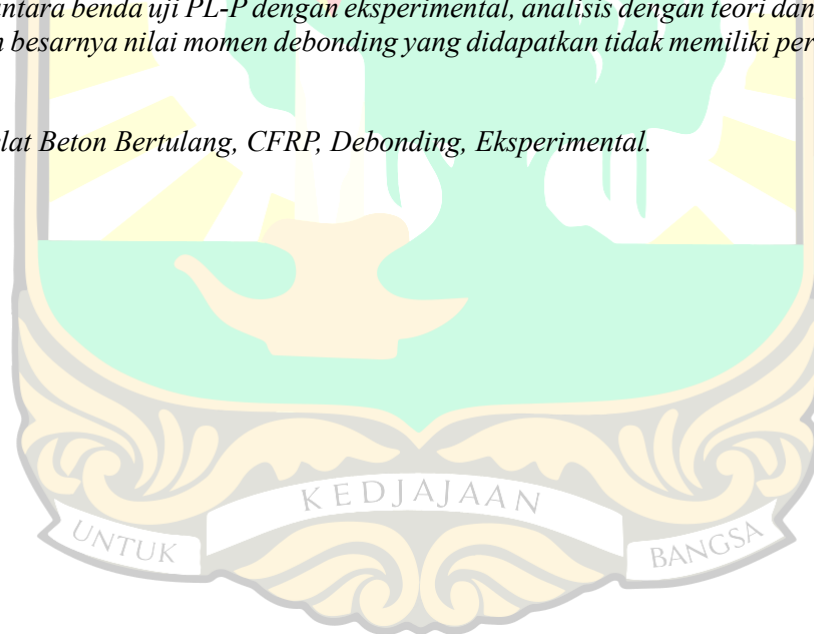 ntara benda uji PL-P dengan eksperimental, analisis dengan teori dan
besarnya nilai momen debonding yang didapatkan tidak memiliki per
lat Beton Bertulang, CFRP, Debonding, Eksperimental.
KEDJAJAAN
UNTUK
BANGSA